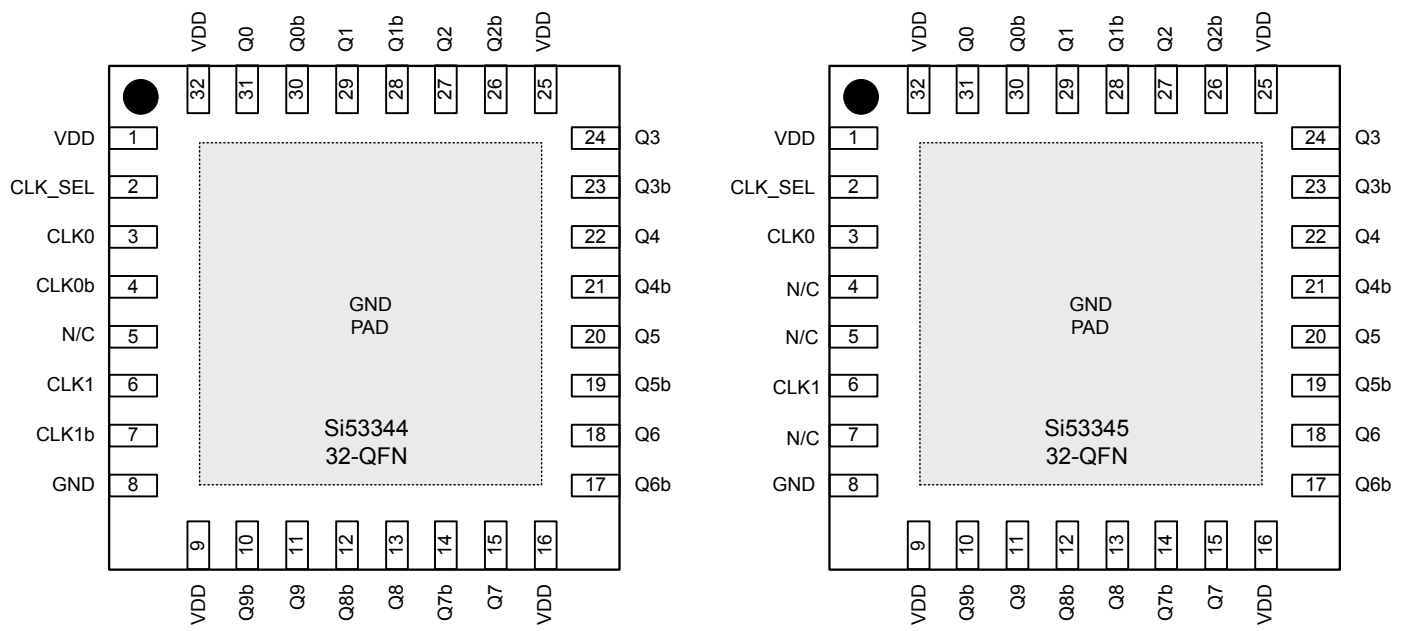 VDD Q0 Q0b Q1 Q1b Q2 Q2b VDD
32 31 30 29 28 27 26 25
VDD 1 24 Q3
CLK_SEL 2 23 Q3b
CLK0 3 22 Q4
CLK0b 4 21 Q4b
GND
PAD
N/C 5 20 Q5
CLK1 6 19 Q5b
CLK1b 7 18 Q6
Si53344
32-QFN
GND 8 17 Q6b
9 10 11 12 13 14 15 16
VDD Q9b Q9 Q8b Q8 Q7b Q7 VDD
VDD Q0 Q0b Q1 Q1b Q2 Q2b VDD
32 31 30 29 28 27 26 25
VDD 1 24 Q3
CLK_SEL 2 23 Q3b
CLK0 3 22 Q4
N/C 4 21 Q4b
GND
PAD
N/C 5 20 Q5
CLK1 6 19 Q5b
N/C 7 18 Q6
Si53345
32-QFN
GND 8 17 Q6b
9 10 11 12 13 14 15 16
VDD Q9b Q9 Q8b Q8 Q7b Q7 VDD